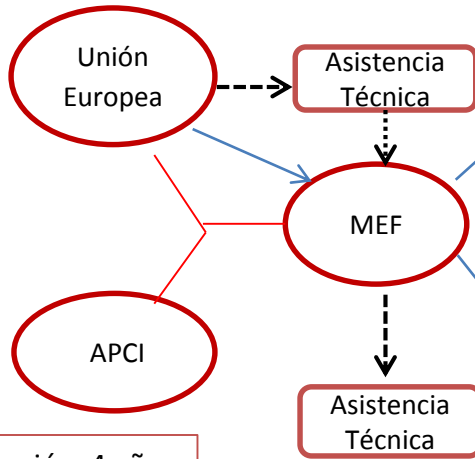 Unión
Europea
Asistencia
Técnica
MEF
APCI
Asistencia
Técnica